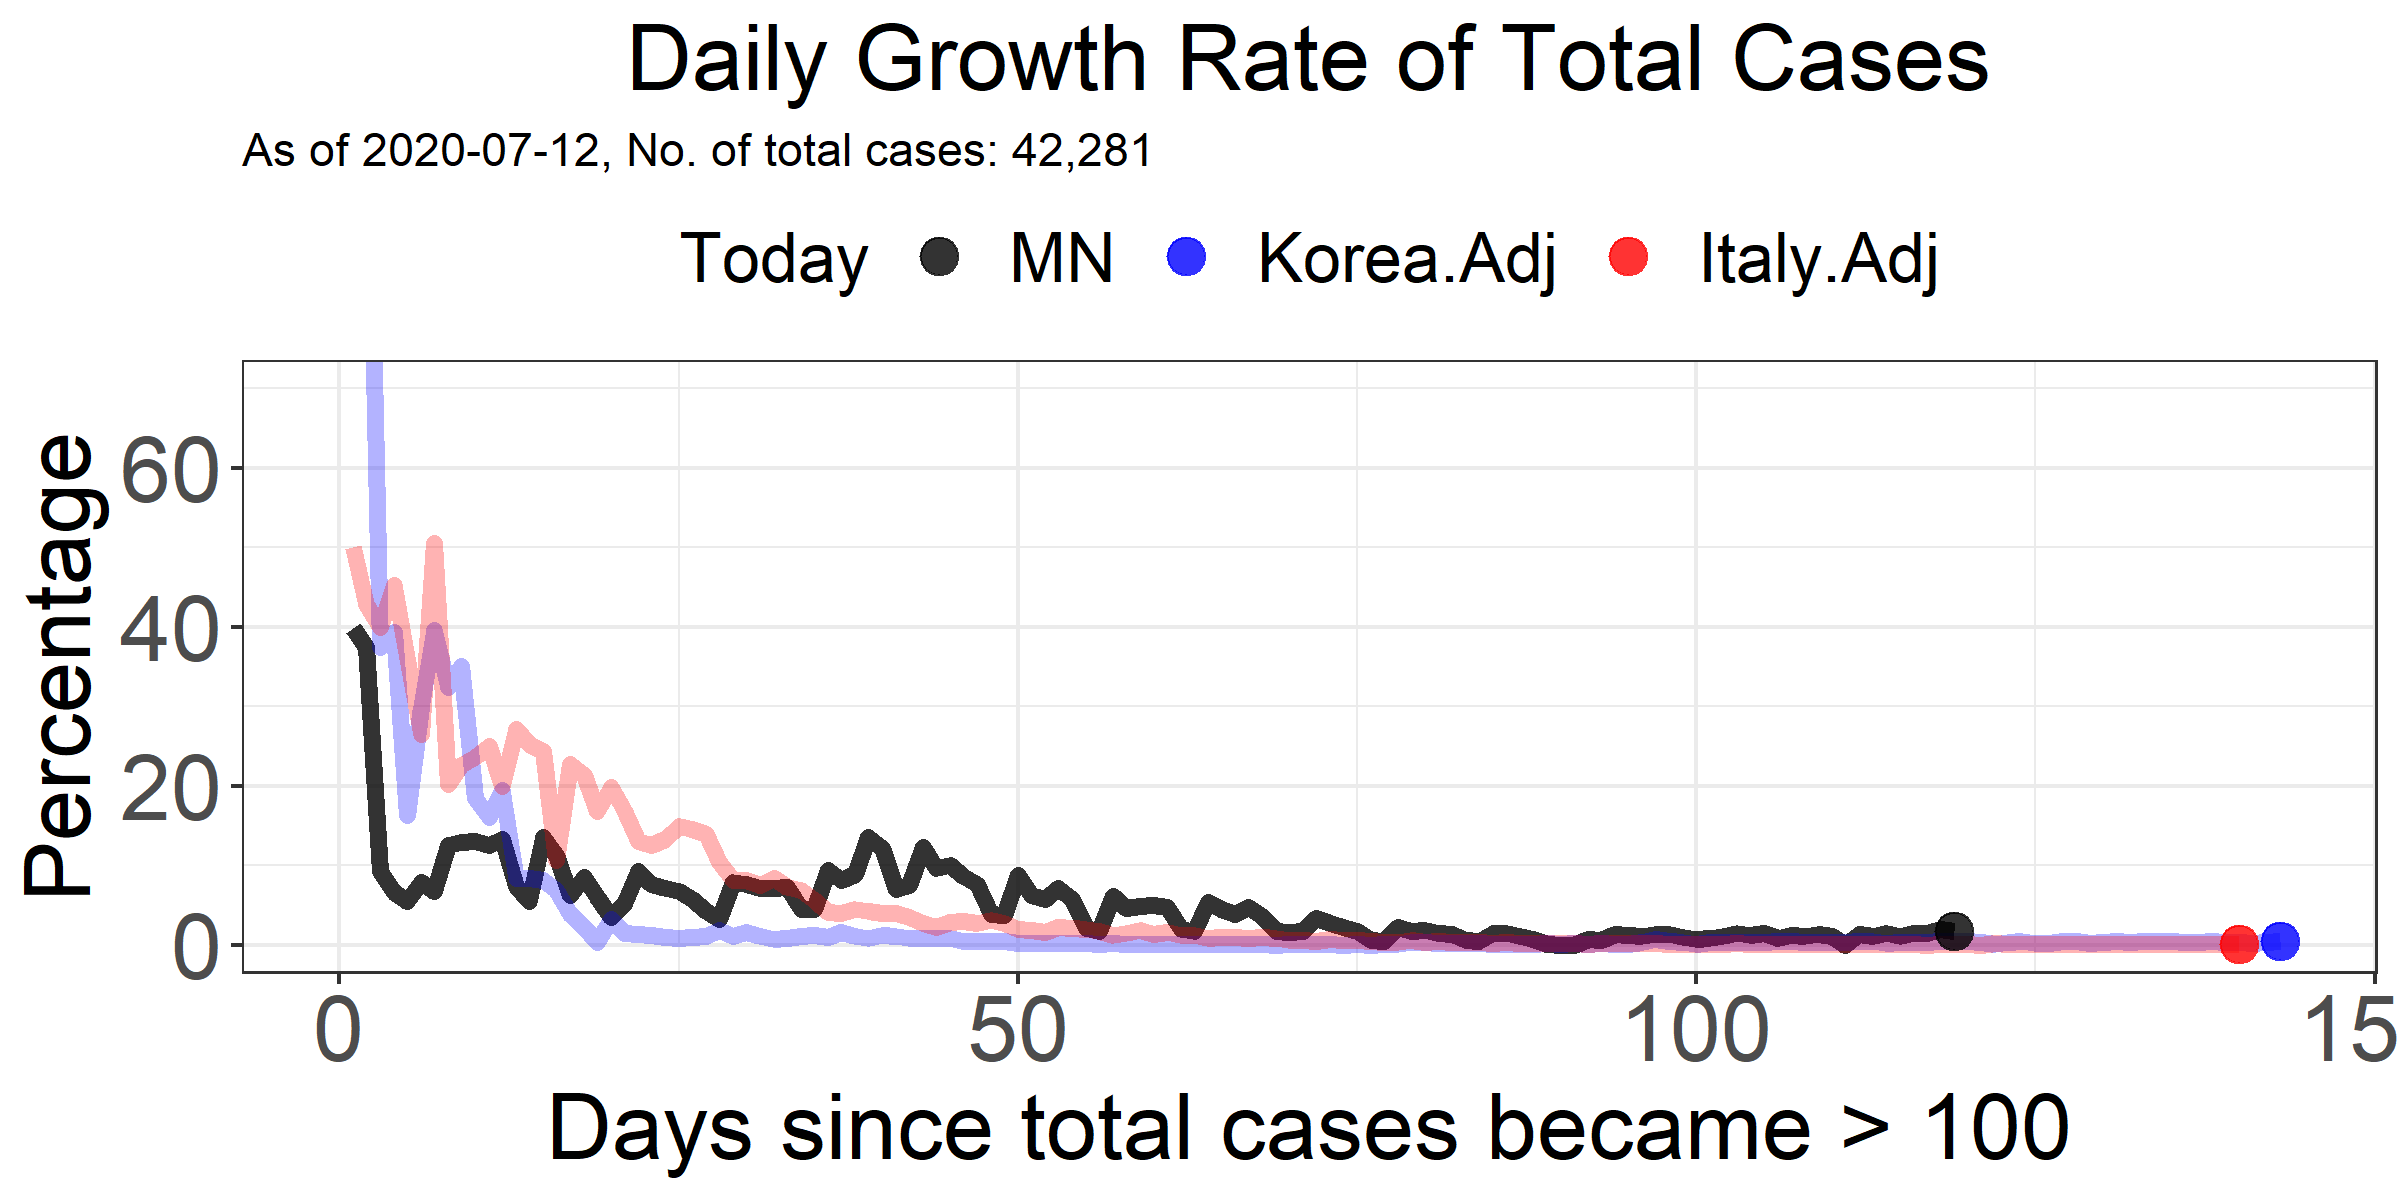 Daily Growth Rate of Total Cases
As of 2020-07-12, No. of total cases: 42,281
Today MN Korea.Adj Italy.Adj
Percentage
60
40
20
0
0 50 100 15
Days since total cases became > 100